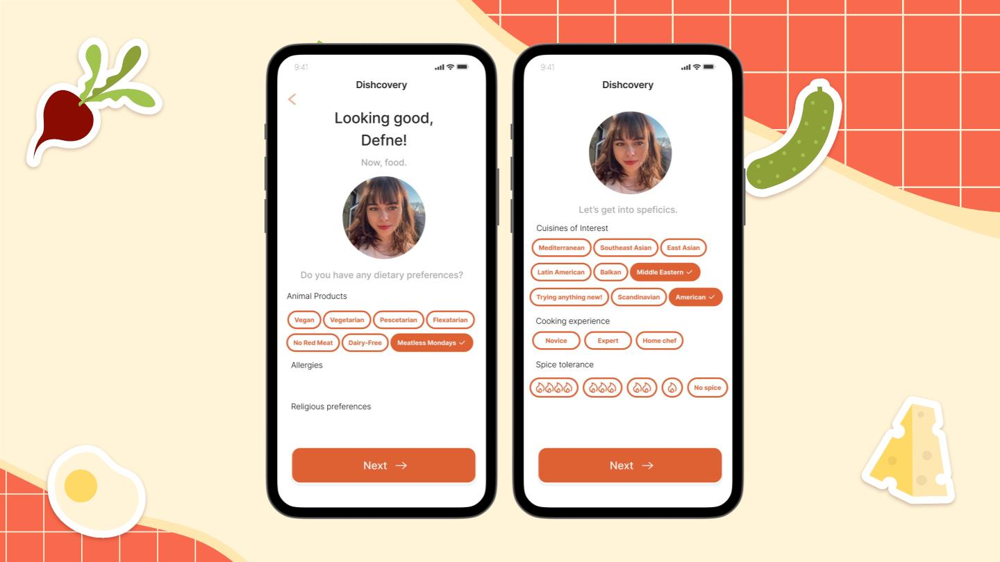 9:41
Dishcovery
Looking good,
Defne!
Now, food.
Do you have any dietary preferences?
Animal Products
Vegan Vegetarian Pescetarian Flexatarian
No Red Meat Dairy-Free Meatless Mondays
Allergies
Religious preferences
Next
9:41
Dishcovery
Let's get into speficics.
Cuisines of Interest
Mediterranean Southeast Asian East Asian
Latin American Balkan Middle Eastern
Trying anything new! Scandinavian American
Cooking experience
Novice Expert Home chef
Spice tolerance
No spice
Next